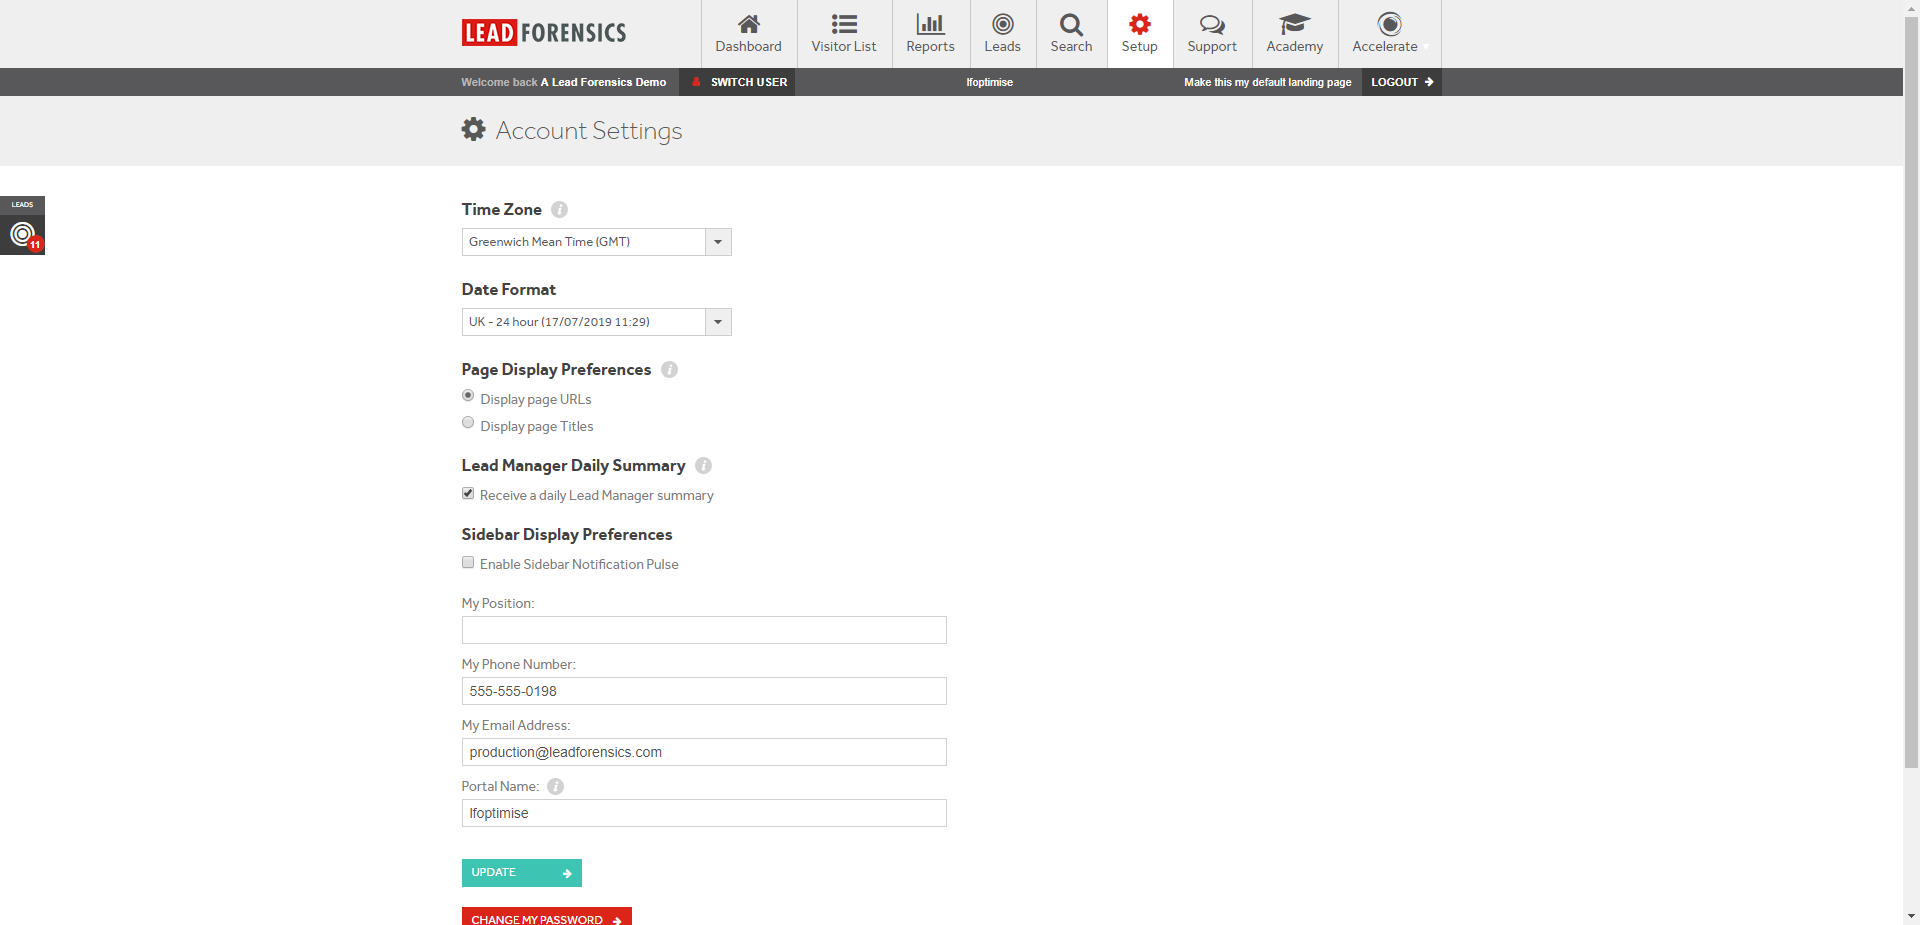 LEAD FORENSICS
Dashboard
Visitor List
Reports
Leads
Search
Setup
Support
Academy
Accelerate
Welcome back A Lead Forensics Demo
SWITCH USER
lfoptimise
Make this my default landing page
LOGOUT
Account Settings
LEADS
11
Time Zone
Greenwich Mean Time (GMT)
Date Format
UK - 24 hour (17/07/2019 11:29)
Page Display Preferences
Display page URLs
Display page Titles
Lead Manager Daily Summary
Receive a daily Lead Manager summary
Sidebar Display Preferences
Enable Sidebar Notification Pulse
My Position:
My Phone Number:
555-555-0198
My Email Address:
production@leadforensics.com
Portal Name:
lfoptimise
UPDATE
CHANGE MY PASSWORD